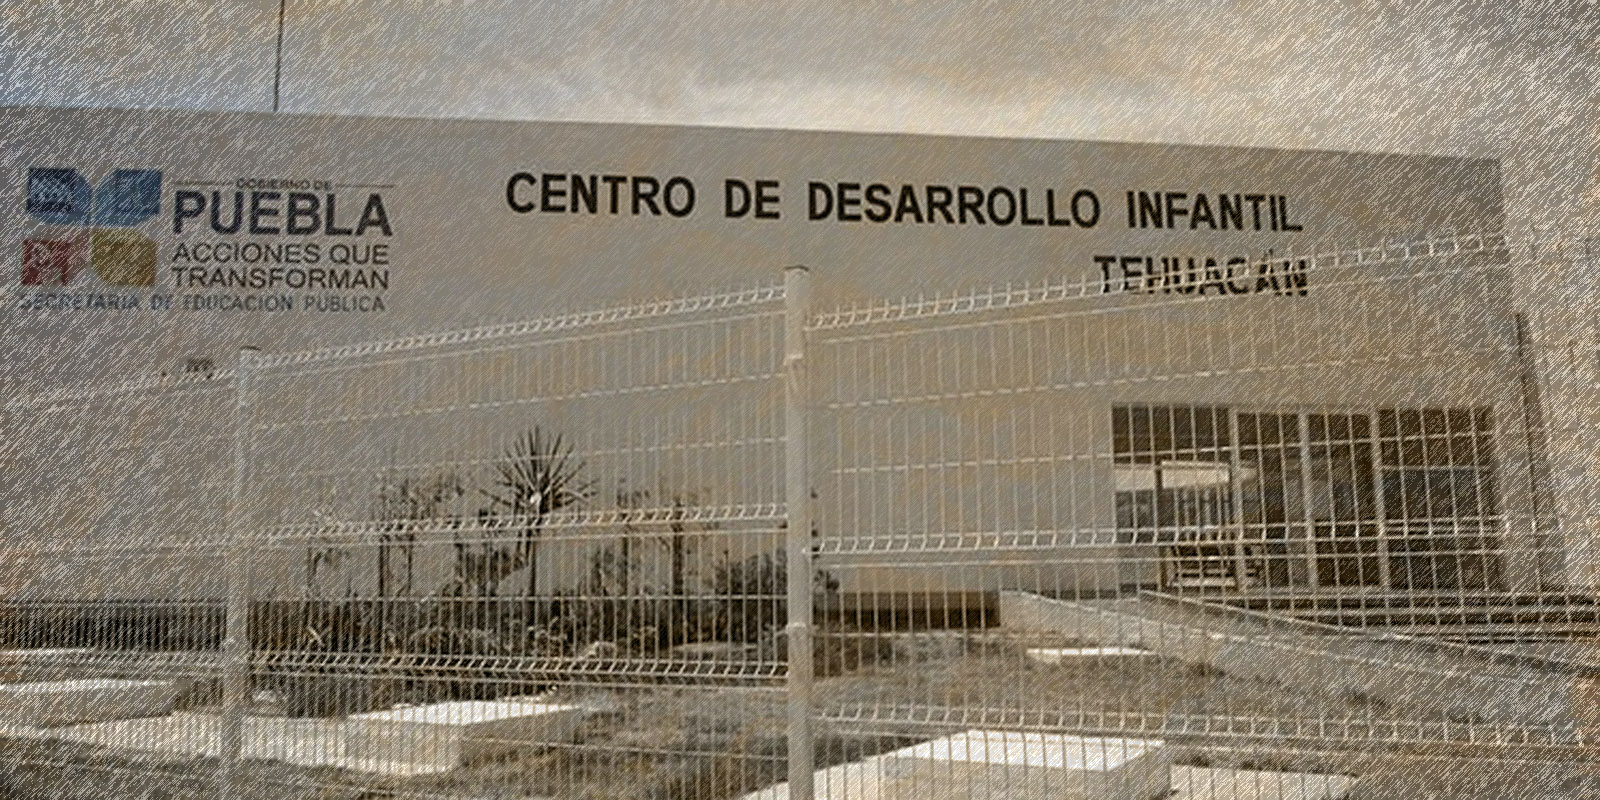 GOBIERNO DE
PUEBLA
ACCIONES QUE
TRANSFORMAN
SECRETARÍA DE EDUCACIÓN PÚBLICA
CENTRO DE DESARROLLO INFANTIL
TEHUACÁN